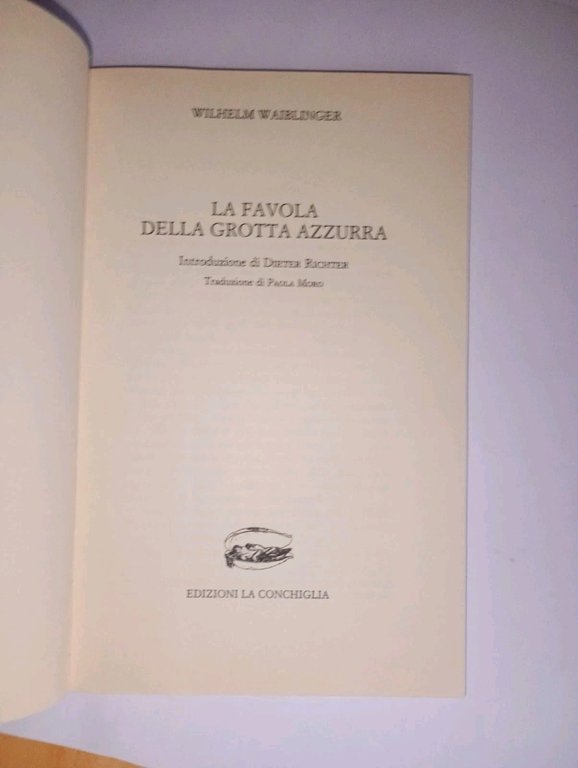 WILHELM WAIBLINGER
LA FAVOLA
DELLA GROTTA AZZURRA
Introduzione di DIETER RICHTER
Traduzione di PAOLA MORO
EDIZIONI LA CONCHIGLIA